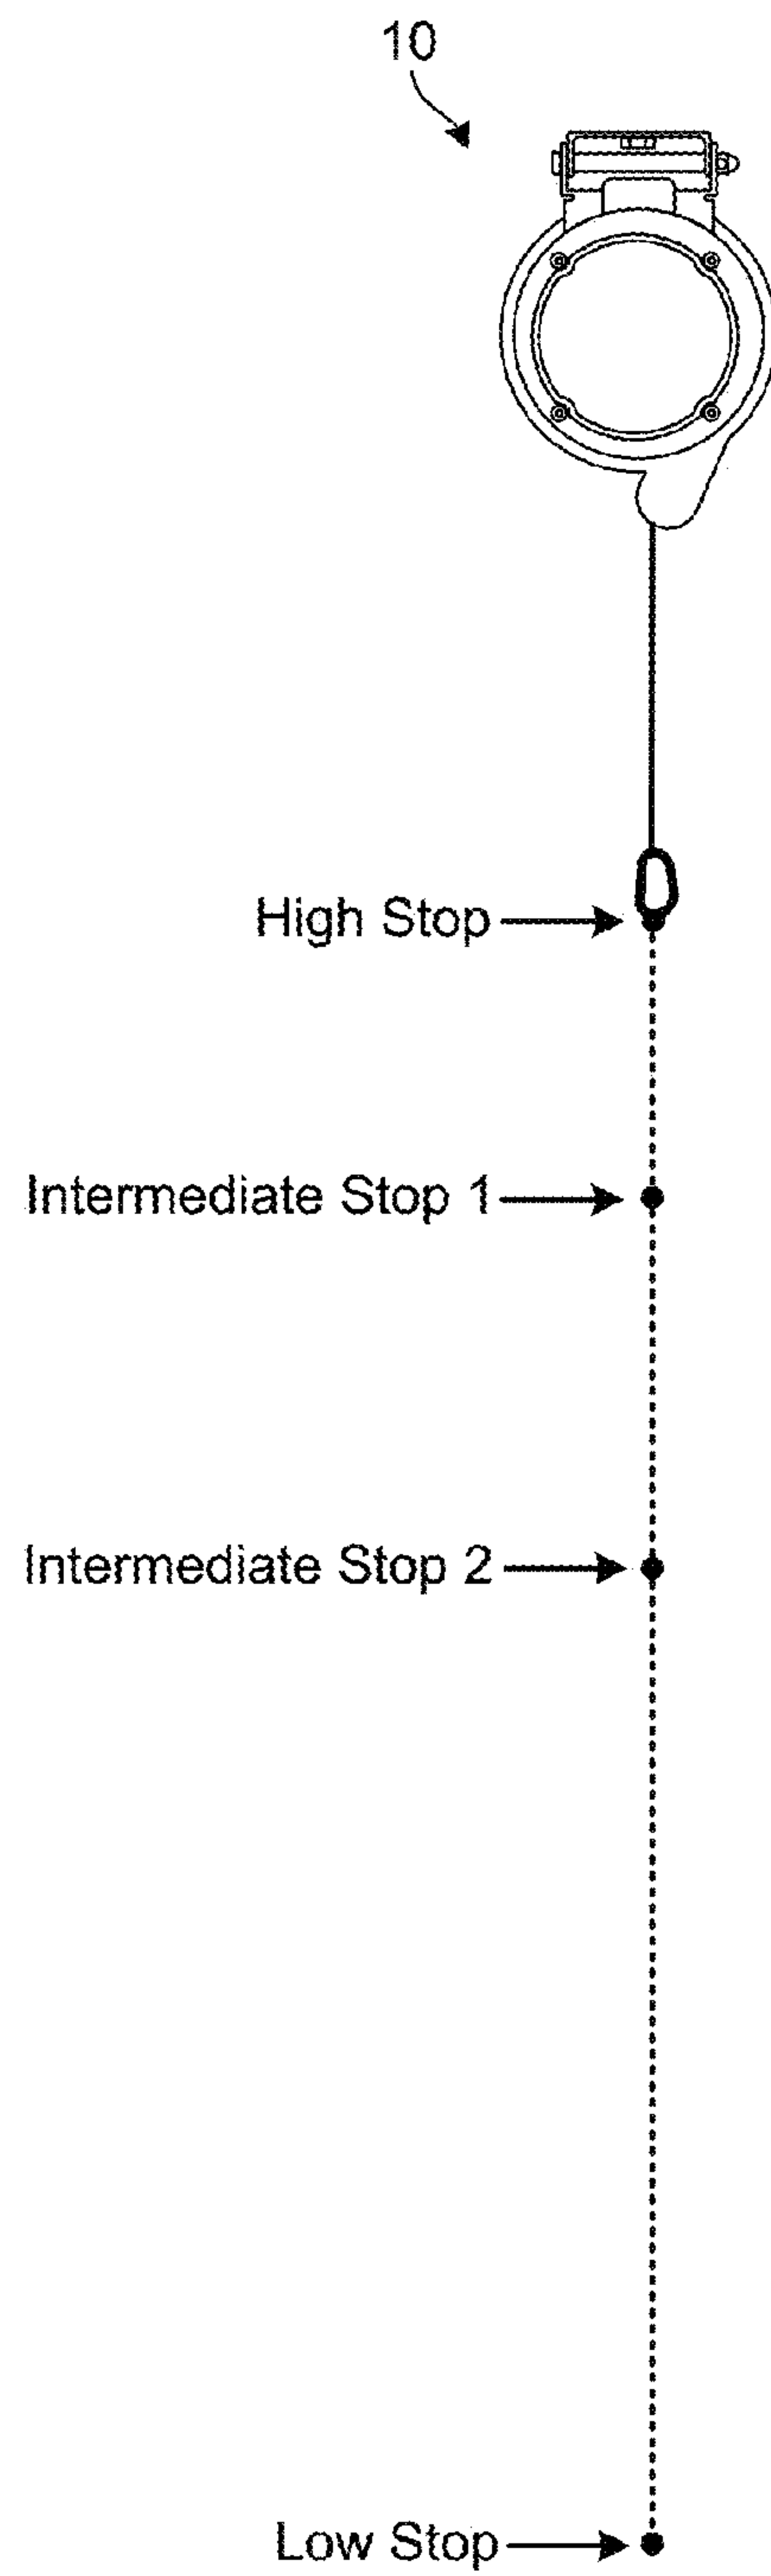 10
High Stop
Intermediate Stop 1
Intermediate Stop 2
Low Stop